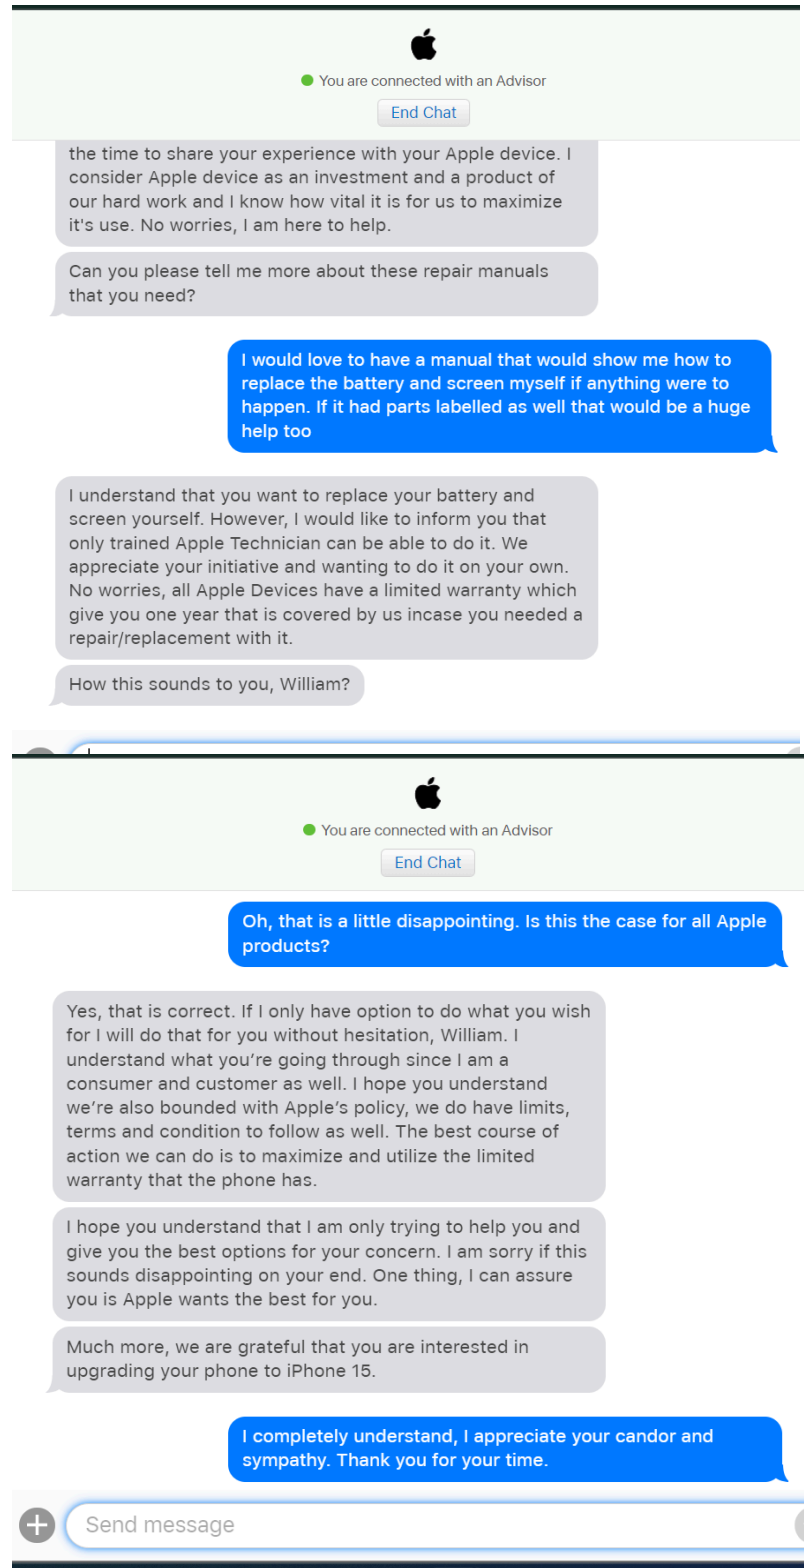 You are connected with an Advisor
End Chat
the time to share your experience with your Apple device. I
consider Apple device as an investment and a product of
our hard work and I know how vital it is for us to maximize
it's use. No worries, I am here to help.
Can you please tell me more about these repair manuals
that you need?
I would love to have a manual that would show me how to
replace the battery and screen myself if anything were to
happen. If it had parts labelled as well that would be a huge
help too
I understand that you want to replace your battery and
screen yourself. However, I would like to inform you that
only trained Apple Technician can be able to do it. We
appreciate your initiative and wanting to do it on your own.
No worries, all Apple Devices have a limited warranty which
give you one year that is covered by us incase you needed a
repair/replacement with it.
How this sounds to you, William?
You are connected with an Advisor
End Chat
Oh, that is a little disappointing. Is this the case for all Apple
products?
Yes, that is correct. If I only have option to do what you wish
for I will do that for you without hesitation, William. I
understand what you’re going through since I am a
consumer and customer as well. I hope you understand
we’re also bounded with Apple’s policy, we do have limits,
terms and condition to follow as well. The best course of
action we can do is to maximize and utilize the limited
warranty that the phone has.
I hope you understand that I am only trying to help you and
give you the best options for your concern. I am sorry if this
sounds disappointing on your end. One thing, I can assure
you is Apple wants the best for you.
Much more, we are grateful that you are interested in
upgrading your phone to iPhone 15.
I completely understand, I appreciate your candor and
sympathy. Thank you for your time.
Send message